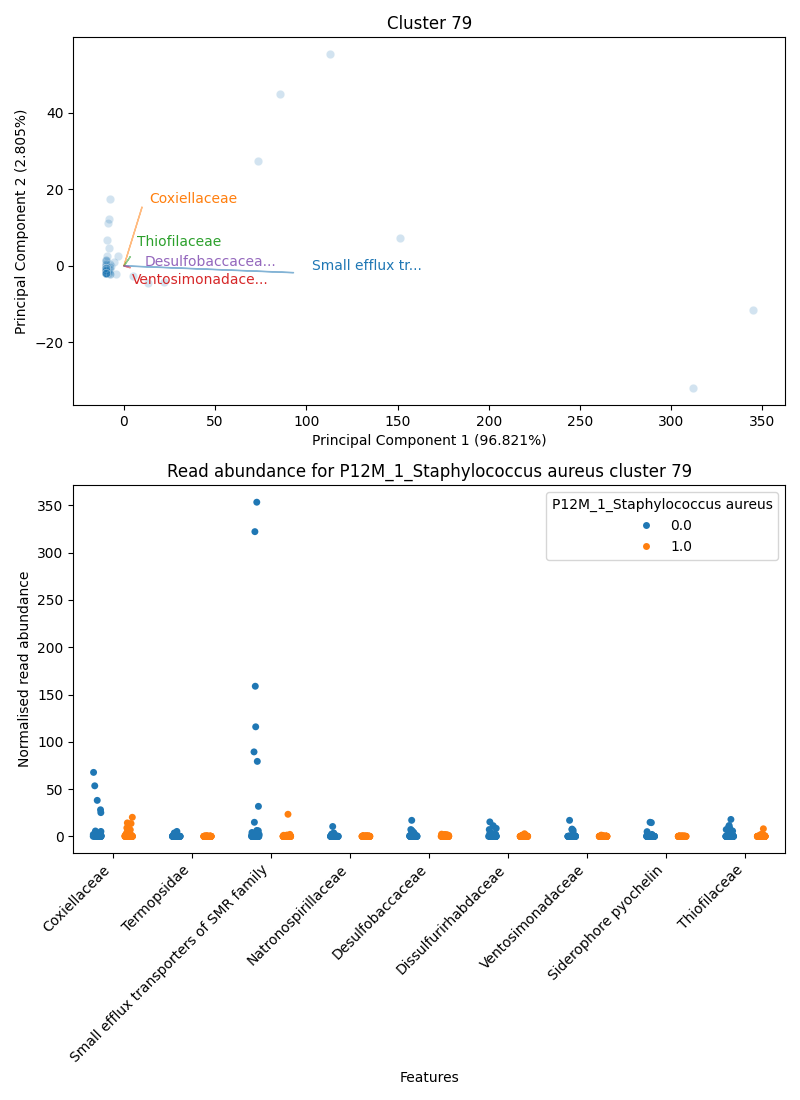 Cluster 79
Principal Component 2 (2.805%)
40
20
0
−20
Coxiellaceae
Thiofilaceae
Desulfobaccacea...
Small efflux tr...
Ventosimonadace...
0
50
100
150
200
250
300
350
Principal Component 1 (96.821%)
Read abundance for P12M_1_Staphylococcus aureus cluster 79
Normalised read abundance
350
300
250
200
150
100
50
0
P12M_1_Staphylococcus aureus
0.0
1.0
Coxiellaceae
Termopsidae
Small efflux transporters of SMR family
Natronospirillaceae
Desulfobaccaceae
Dissulfurirhabdaceae
Ventosimonadaceae
Siderophore pyochelin
Thiofilaceae
Features